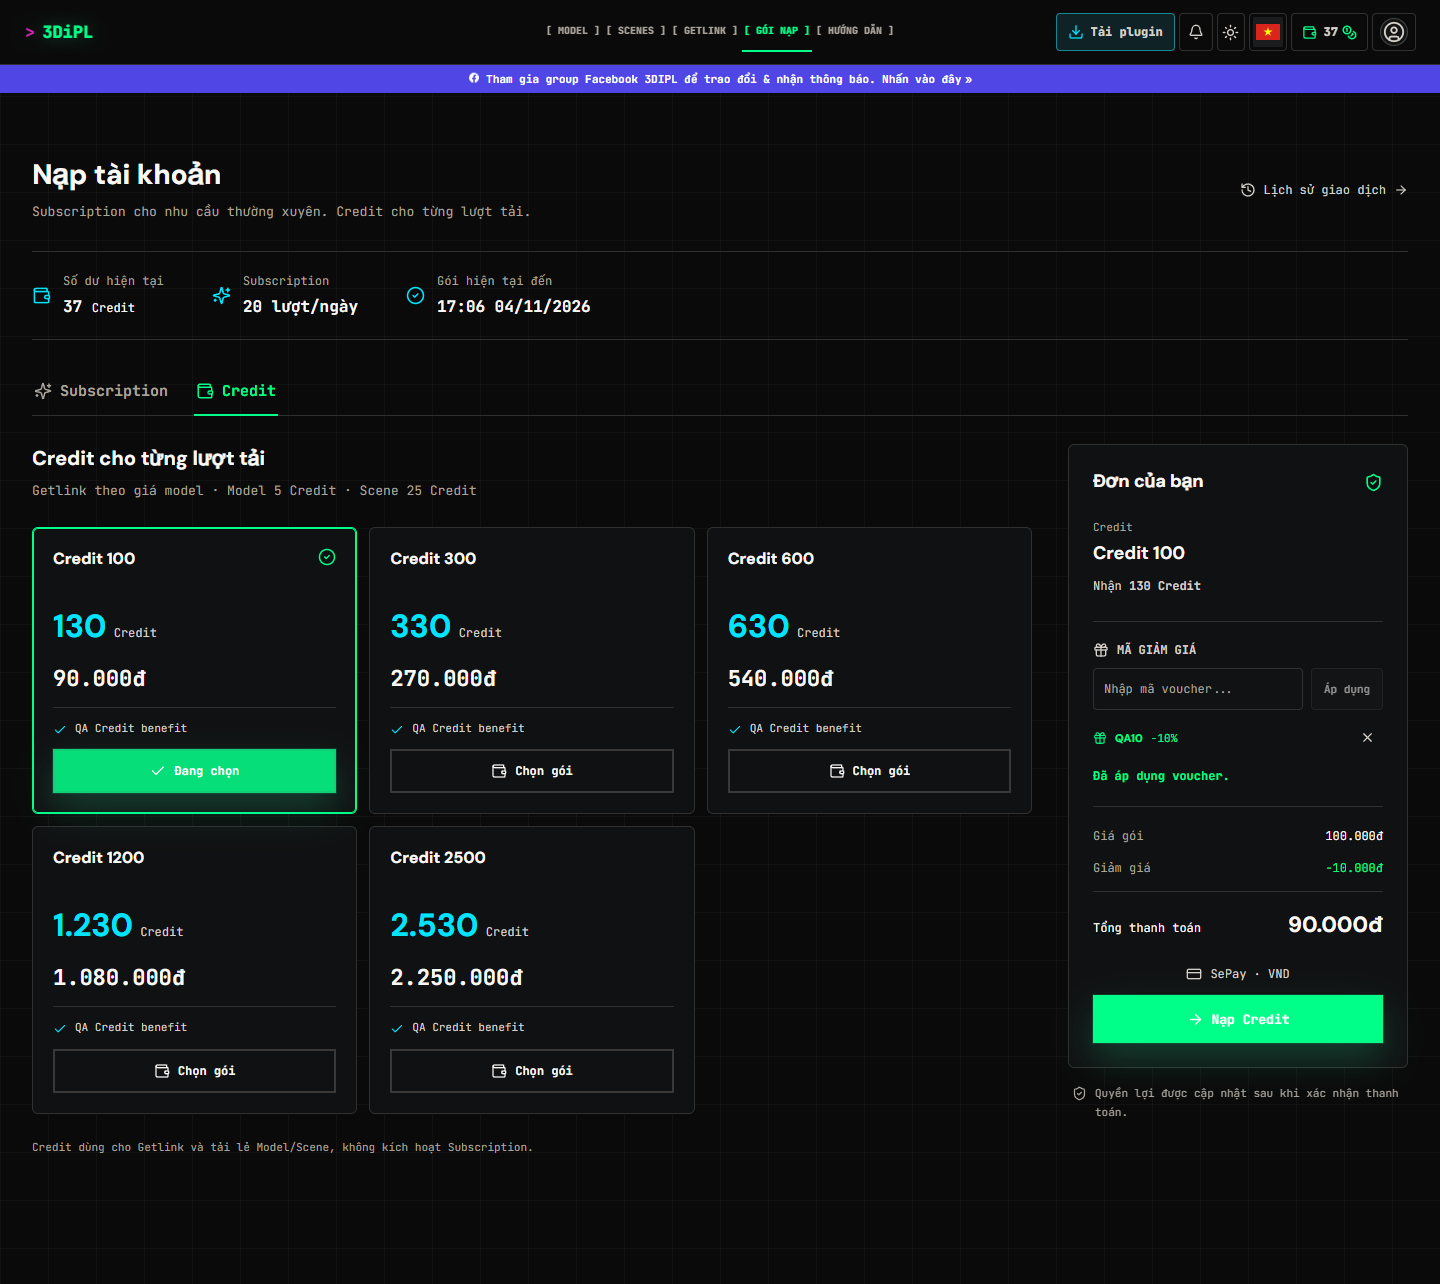 > 3DiPL
[ MODEL ] [ SCENES ] [ GETLINK ] [ GÓI NẠP ] [ HƯỚNG DẪN ]
Tải plugin
37
Tham gia group Facebook 3DIPL để trao đổi & nhận thông báo. Nhấn vào đây »
Nạp tài khoản
Subscription cho nhu cầu thường xuyên. Credit cho từng lượt tải.
Lịch sử giao dịch
Số dư hiện tại
37 Credit
Subscription
20 lượt/ngày
Gói hiện tại đến
17:06 04/11/2026
Subscription
Credit
Credit cho từng lượt tải
Getlink theo giá model · Model 5 Credit · Scene 25 Credit
Credit 100
130 Credit
90.000đ
QA Credit benefit
Đang chọn
Credit 300
330 Credit
270.000đ
QA Credit benefit
Chọn gói
Credit 600
630 Credit
540.000đ
QA Credit benefit
Chọn gói
Credit 1200
1.230 Credit
1.080.000đ
QA Credit benefit
Chọn gói
Credit 2500
2.530 Credit
2.250.000đ
QA Credit benefit
Chọn gói
Credit dùng cho Getlink và tải lẻ Model/Scene, không kích hoạt Subscription.
Đơn của bạn
Credit
Credit 100
Nhận 130 Credit
MÃ GIẢM GIÁ
Nhập mã voucher...
Áp dụng
QA10 -10%
Đã áp dụng voucher.
Giá gói 100.000đ
Giảm giá -10.000đ
Tổng thanh toán 90.000đ
SePay · VND
Nạp Credit
Quyền lợi được cập nhật sau khi xác nhận thanh
toán.